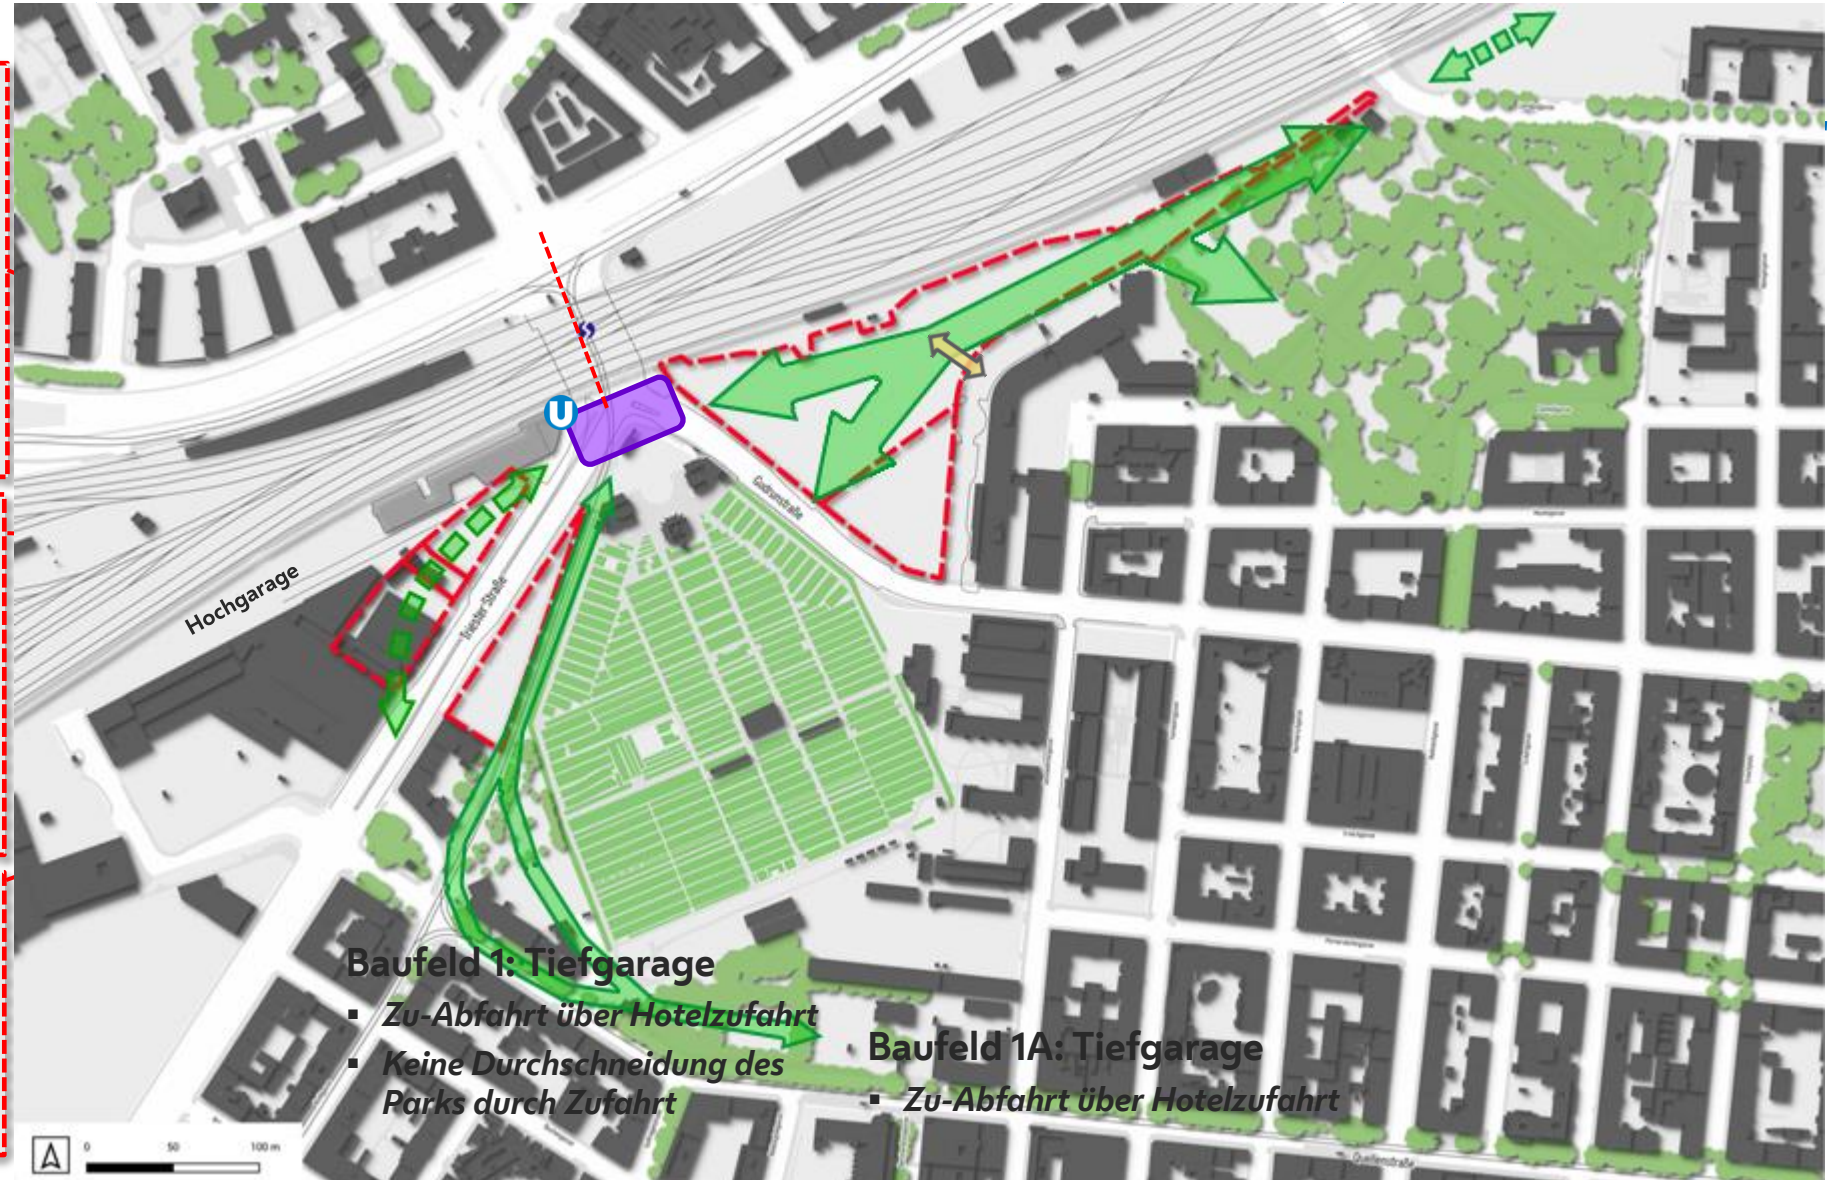 U
Gudrunstraße
Hochgarage
Triester Straße
Baufeld 1: Tiefgarage
▪ Zu-Abfahrt über Hotelzufahrt
▪ Keine Durchschneidung des
Parks durch Zufahrt
Baufeld 1A: Tiefgarage
▪ Zu-Abfahrt über Hotelzufahrt
A
0 50 100 m
Quellenstraße